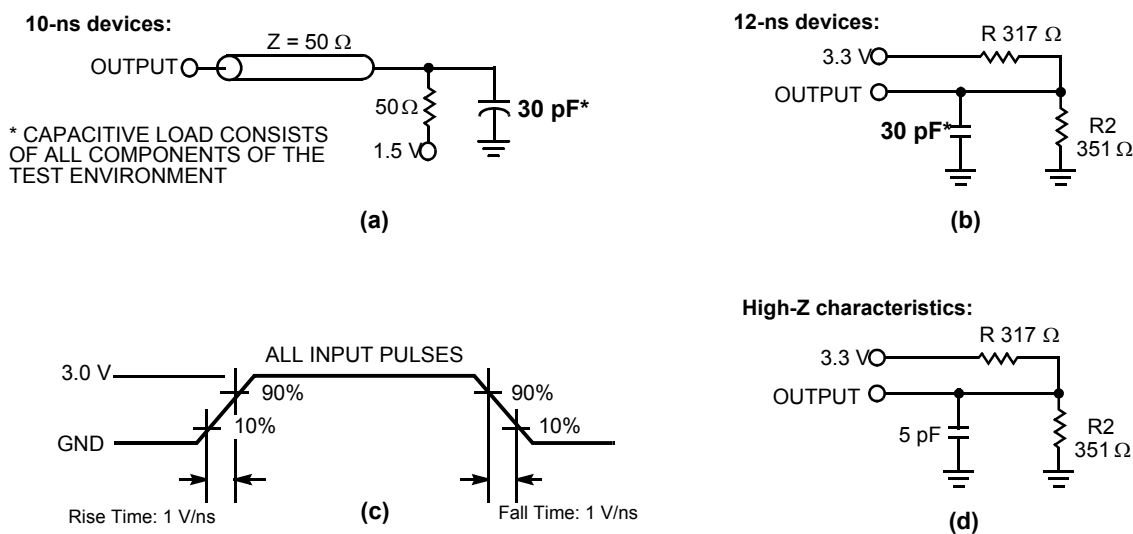 10-ns devices:
Z = 50 Ω
OUTPUT
50 Ω
30 pF*
1.5 V
* CAPACITIVE LOAD CONSISTS
OF ALL COMPONENTS OF THE
TEST ENVIRONMENT
(a)
12-ns devices:
R 317 Ω
3.3 V
OUTPUT
30 pF*
R2
351 Ω
(b)
ALL INPUT PULSES
3.0 V
90%
10%
GND
90%
10%
Rise Time: 1 V/ns
(c)
Fall Time: 1 V/ns
High-Z characteristics:
R 317 Ω
3.3 V
OUTPUT
5 pF
R2
351 Ω
(d)